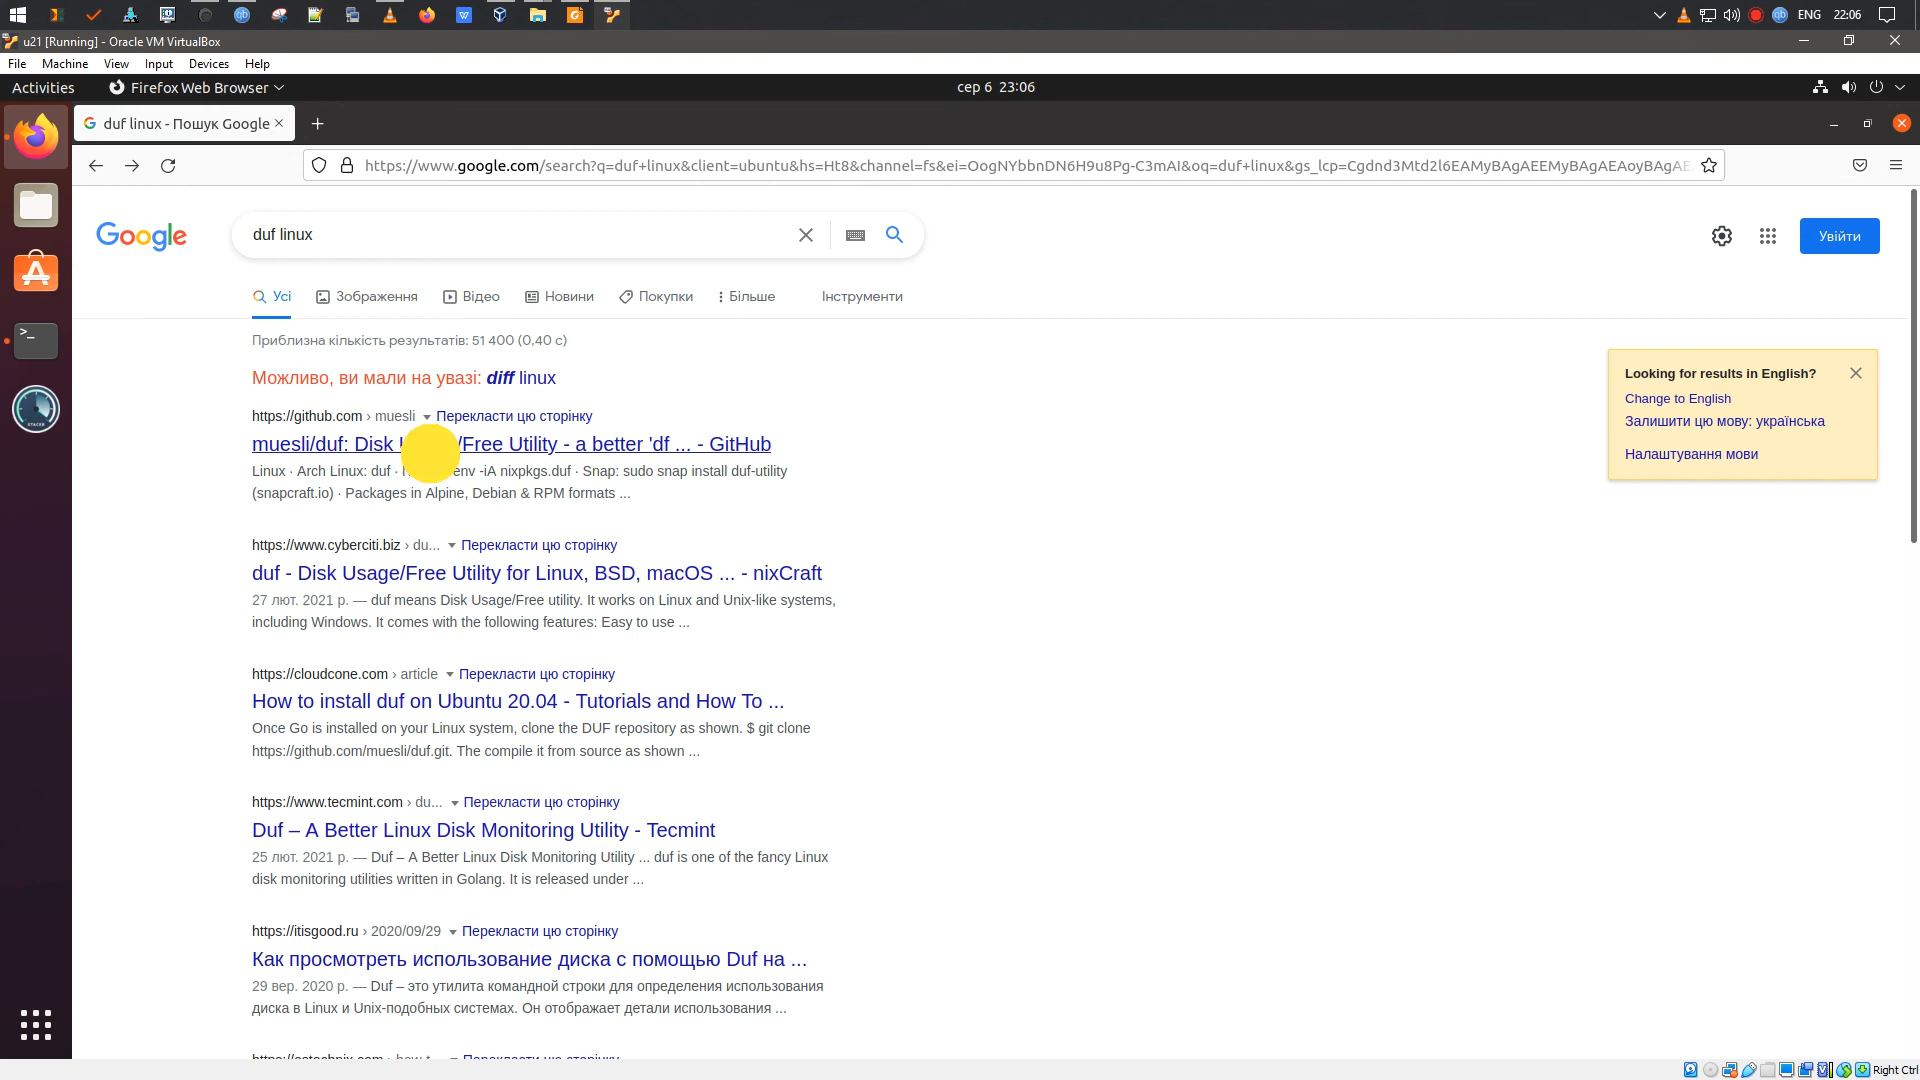 ENG 22:06
u21 [Running] - Oracle VM VirtualBox
File Machine View Input Devices Help
Activities Firefox Web Browser сер 6 23:06
duf linux - Пошук Google
https://www.google.com/search?q=duf+linux&client=ubuntu&hs=Ht8&channel=fs&ei=OogNYbbnDN6H9u8Pg-C3mAI&oq=duf+linux&gs_lcp=Cgdnd3Mtd2l6EAMyBAgAEEMyBAgAEAoyBAgAE
Google duf linux Увійти
Усі Зображення Відео Новини Покупки Більше Інструменти
Приблизна кількість результатів: 51 400 (0,40 с)
Можливо, ви мали на увазі: diff linux
https://github.com › muesli Перекласти цю сторінку
muesli/duf: Disk /Free Utility - a better 'df ... - GitHub
Linux · Arch Linux: duf · env -iA nixpkgs.duf · Snap: sudo snap install duf-utility
(snapcraft.io) · Packages in Alpine, Debian & RPM formats ...
https://www.cyberciti.biz › du... Перекласти цю сторінку
duf - Disk Usage/Free Utility for Linux, BSD, macOS ... - nixCraft
27 лют. 2021 р. — duf means Disk Usage/Free utility. It works on Linux and Unix-like systems,
including Windows. It comes with the following features: Easy to use ...
https://cloudcone.com › article Перекласти цю сторінку
How to install duf on Ubuntu 20.04 - Tutorials and How To ...
Once Go is installed on your Linux system, clone the DUF repository as shown. $ git clone
https://github.com/muesli/duf.git. The compile it from source as shown ...
https://www.tecmint.com › du... Перекласти цю сторінку
Duf – A Better Linux Disk Monitoring Utility - Tecmint
25 лют. 2021 р. — Duf – A Better Linux Disk Monitoring Utility ... duf is one of the fancy Linux
disk monitoring utilities written in Golang. It is released under ...
https://itisgood.ru › 2020/09/29 Перекласти цю сторінку
Как просмотреть использование диска с помощью Duf на ...
29 вер. 2020 р. — Duf – это утилита командной строки для определения использования
диска в Linux и Unix-подобных системах. Он отображает детали использования ...
Looking for results in English?
Change to English
Залишити цю мову: українська
Налаштування мови
Right Ctrl